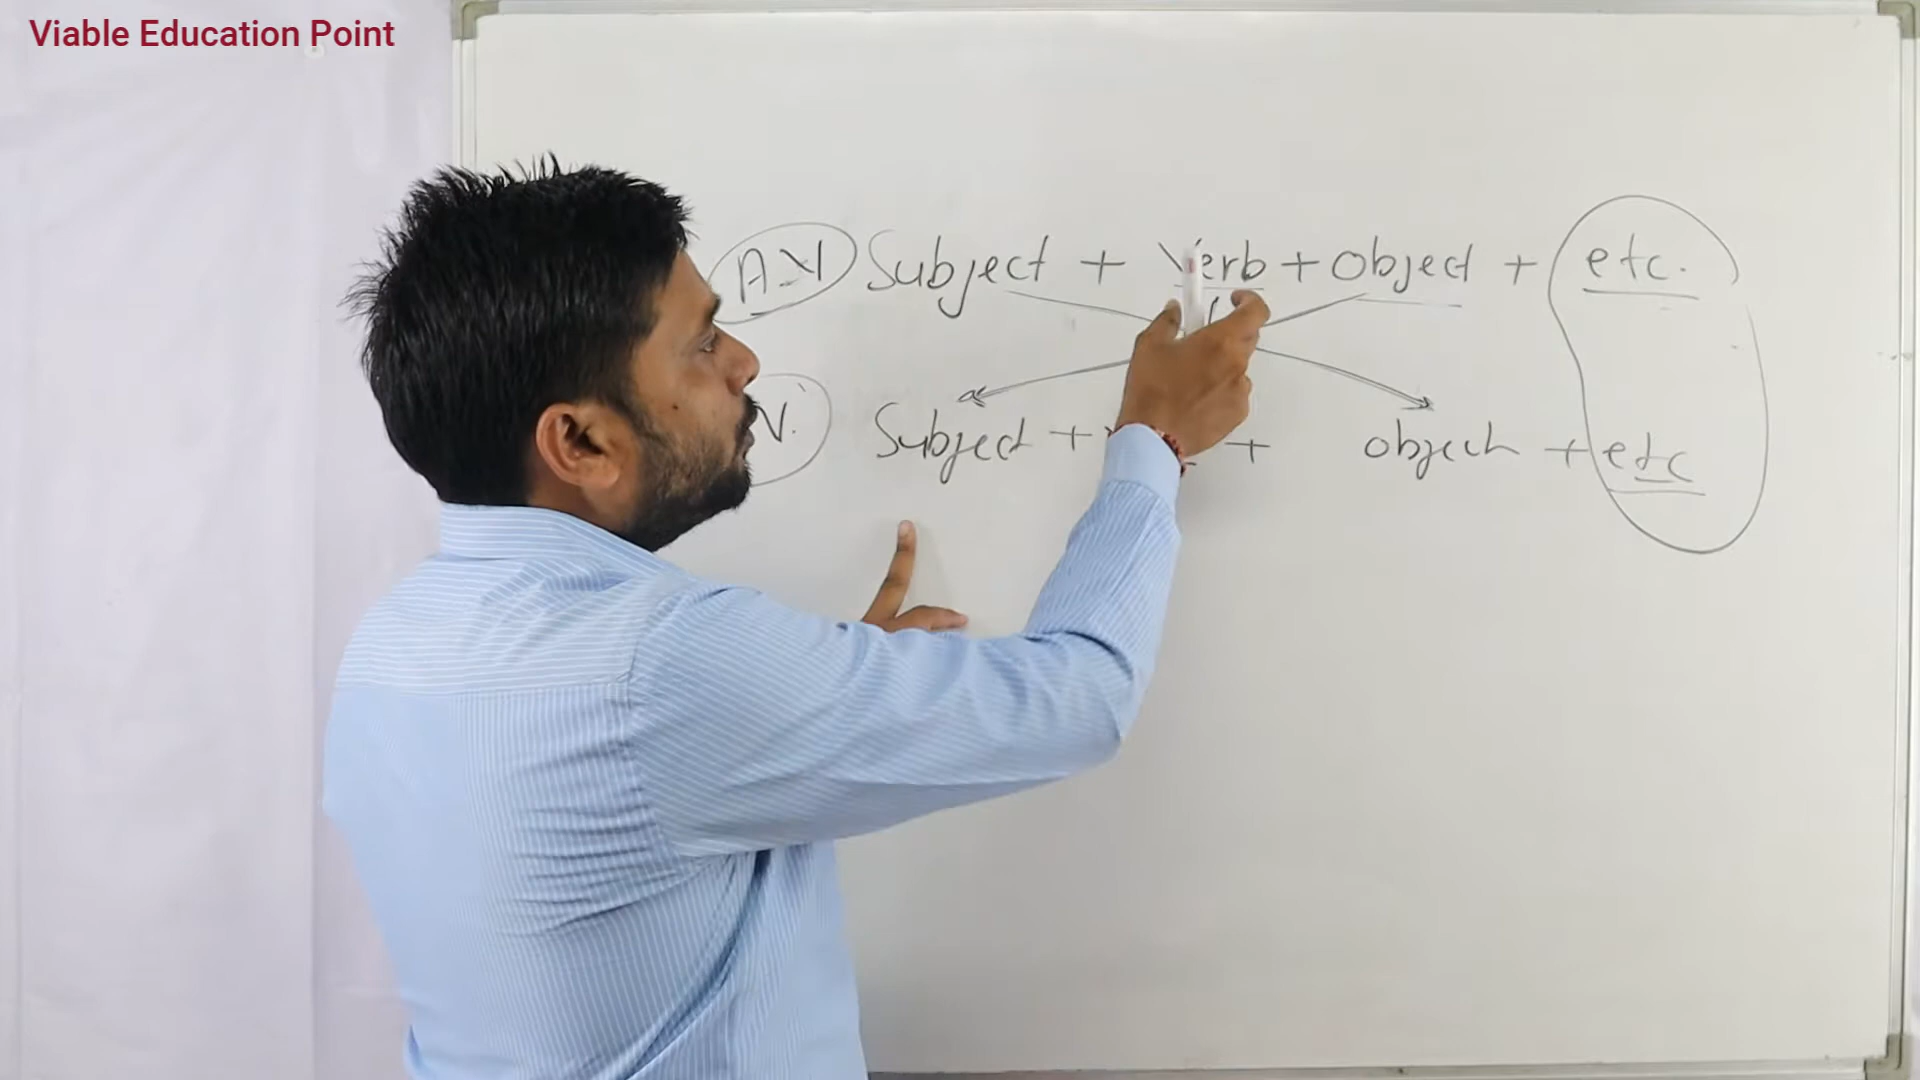 Viable Education Point
A.V Subject + Verb + Object + etc.
V. Subject + + object + etc